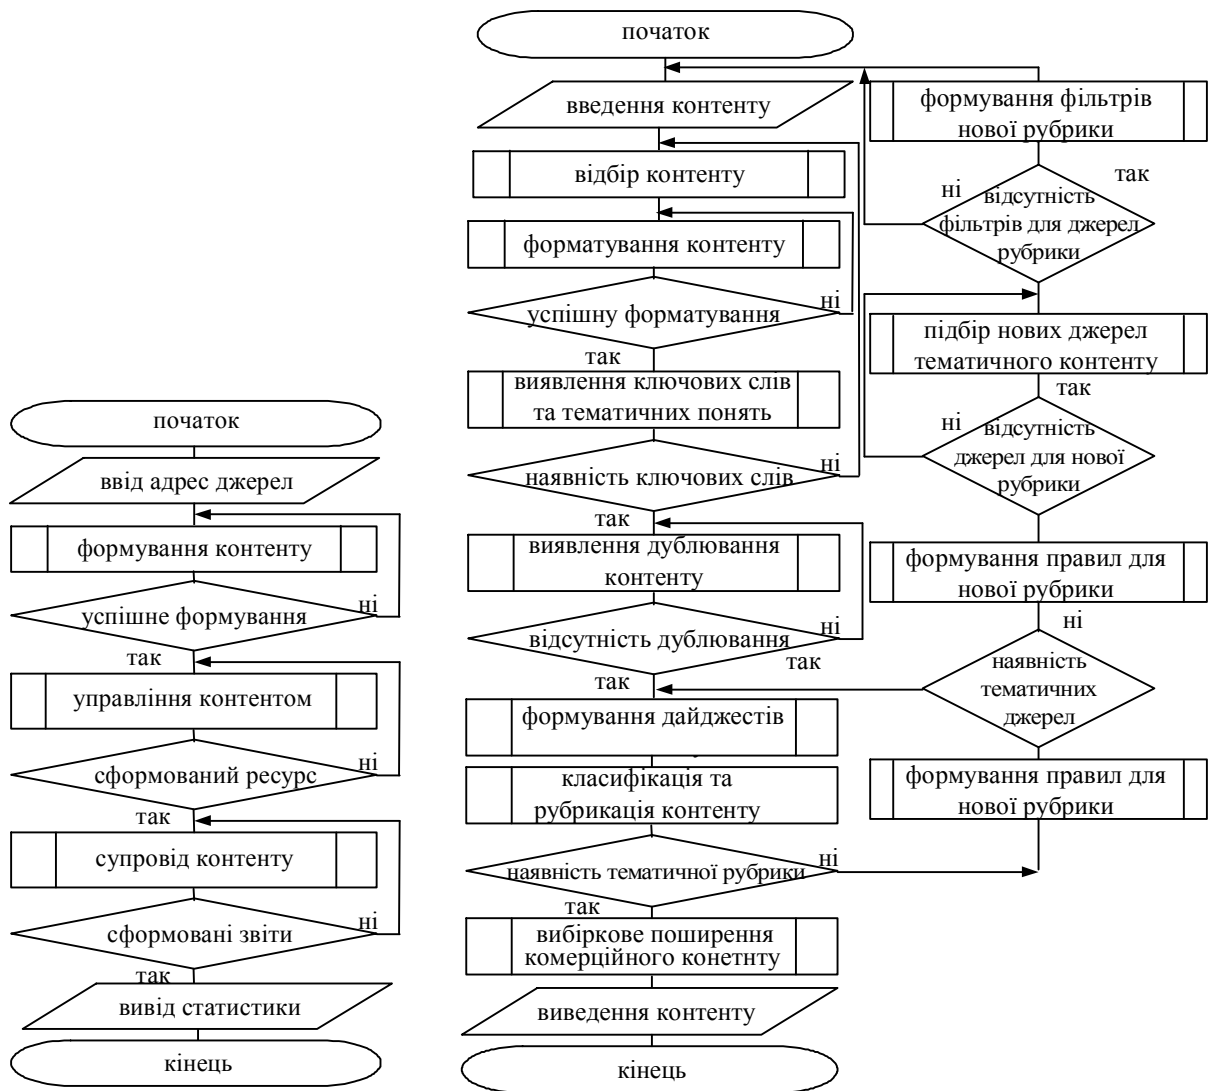 початок
ввід адрес джерел
формування контенту
успішне формування
ні
так
управління контентом
сформований ресурс
ні
так
супровід контенту
сформовані звіти
ні
так
вивід статистики
кінець
початок
введення контенту
відбір контенту
форматування контенту
успішну форматування
ні
так
виявлення ключових слів
та тематичних понять
наявність ключових слів
ні
так
виявлення дублювання
контенту
відсутність дублювання
ні
так
формування дайджестів
класифікація та
рубрикація контенту
наявність тематичної рубрики
ні
так
вибіркове поширення
комерційного конетнту
виведення контенту
кінець
формування фільтрів
нової рубрики
так
ні
відсутність
фільтрів для джерел
рубрики
підбір нових джерел
тематичного контенту
так
ні
відсутність
джерел для нової
рубрики
формування правил для
нової рубрики
ні
так
наявність
тематичних
джерел
формування правил для
нової рубрики